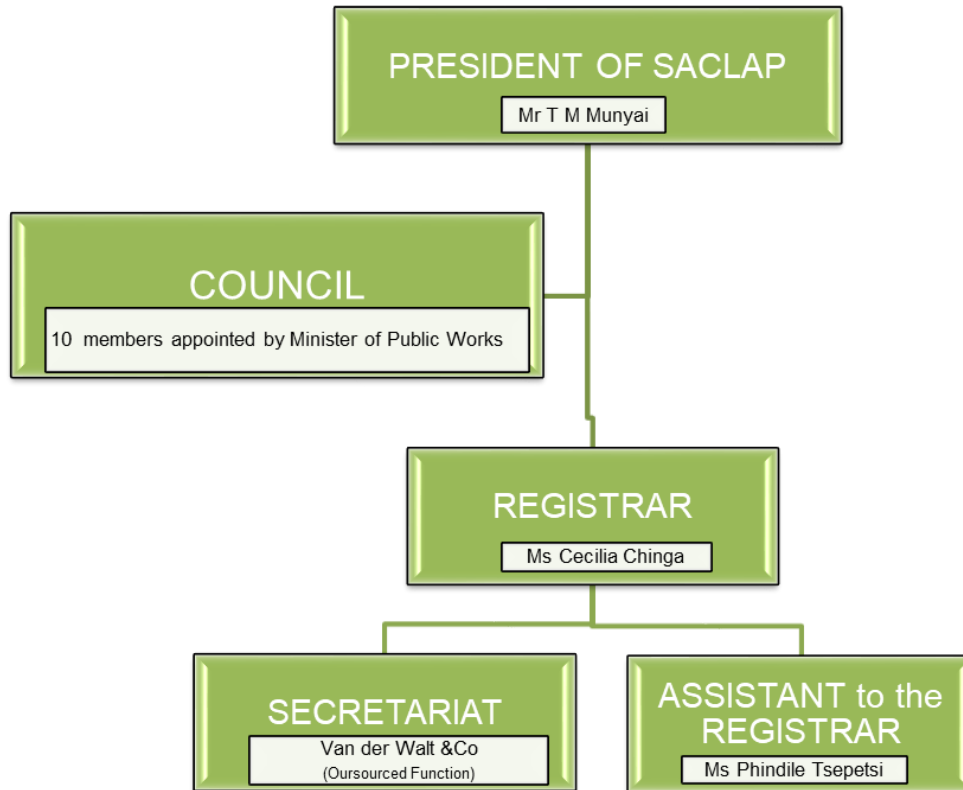 PRESIDENT OF SACLAP
Mr T M Munyai
COUNCIL
10 members appointed by Minister of Public Works
REGISTRAR
Ms Cecilia Chinga
SECRETARIAT
Van der Walt &Co
(Oursourced Function)
ASSISTANT to the
REGISTRAR
Ms Phindile Tsepetsi